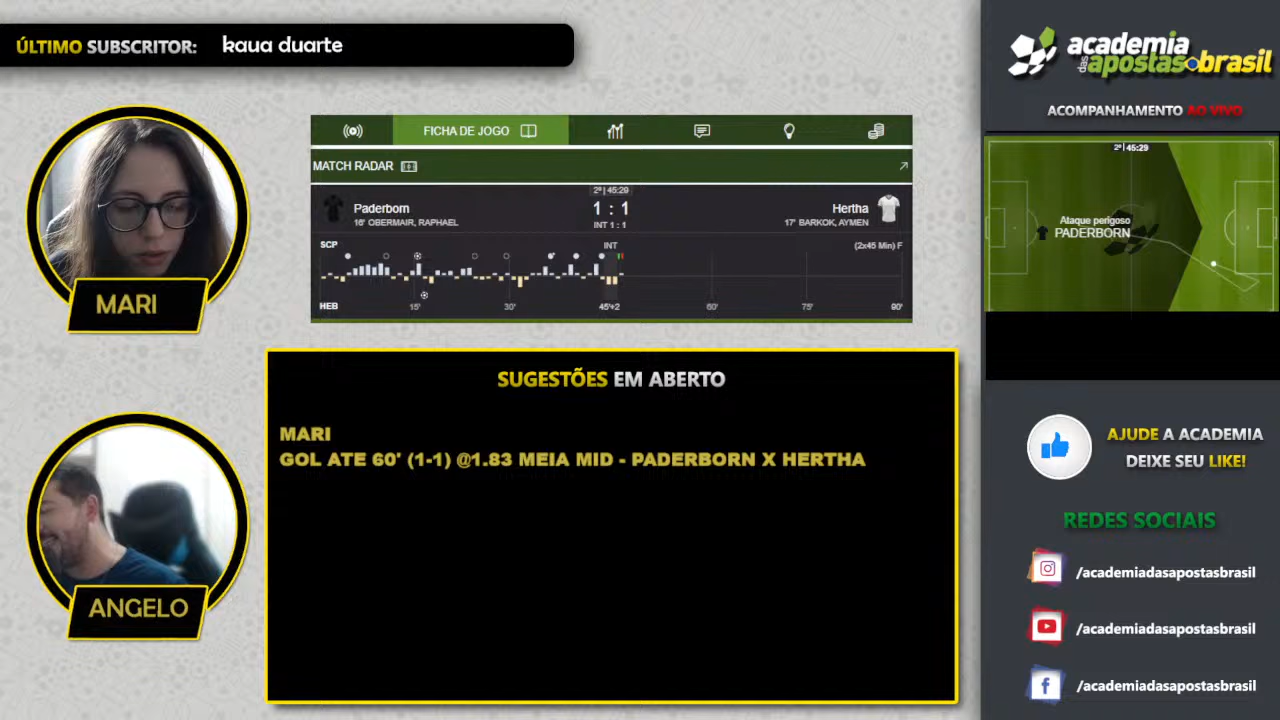 ÚLTIMO SUBSCRITOR: kaua duarte
academia
das apostas brasil
ACOMPANHAMENTO AO VIVO
FICHA DE JOGO
MATCH RADAR
2º | 45:29
Paderborn 1 : 1 Hertha
16' OBERMAIR, RAPHAEL INT 1 : 1 17' BARKOK, AYMEN
SCP INT (2x45 Min) F
HEB 15' 30' 45'+2 60' 75' 90'
2º | 45:29
Ataque perigoso
PADERBORN
MARI
SUGESTÕES EM ABERTO
MARI
GOL ATE 60' (1-1) @1.83 MEIA MID - PADERBORN X HERTHA
ANGELO
AJUDE A ACADEMIA
DEIXE SEU LIKE!
REDES SOCIAIS
/academiadasapostasbrasil
/academiadasapostasbrasil
/academiadasapostasbrasil